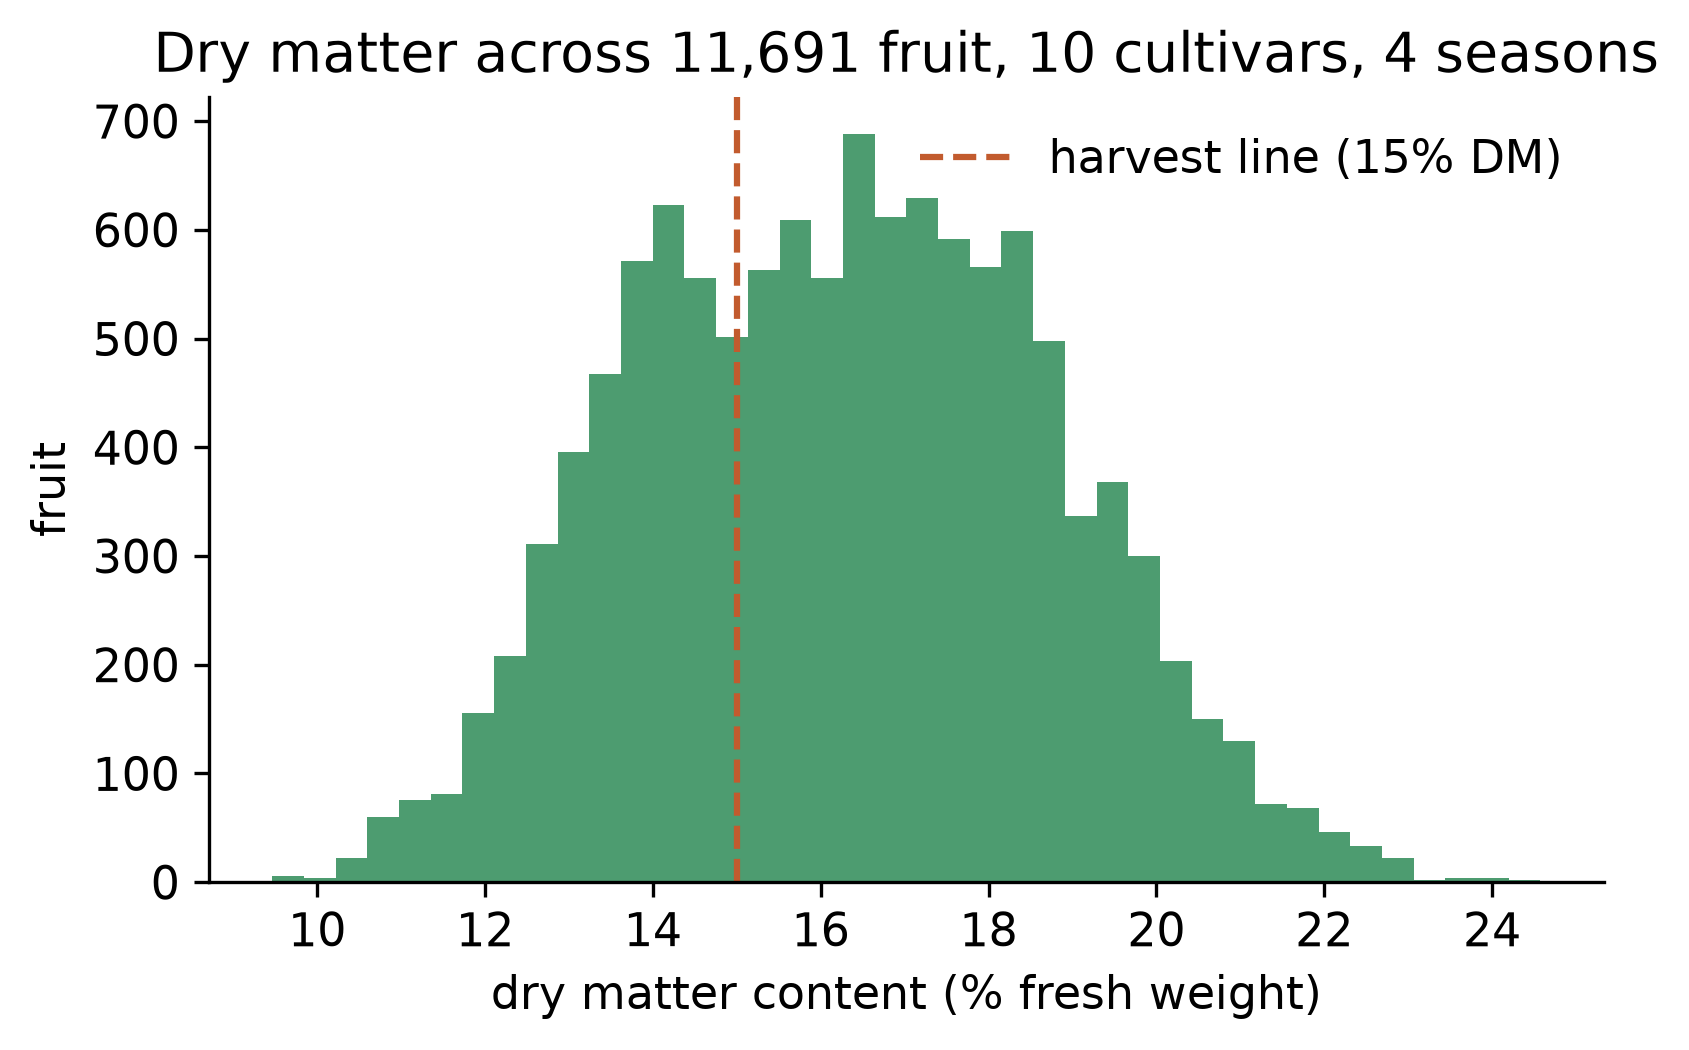 Dry matter across 11,691 fruit, 10 cultivars, 4 seasons
harvest line (15% DM)
700
600
500
400
300
200
100
0
fruit
10 12 14 16 18 20 22 24
dry matter content (% fresh weight)